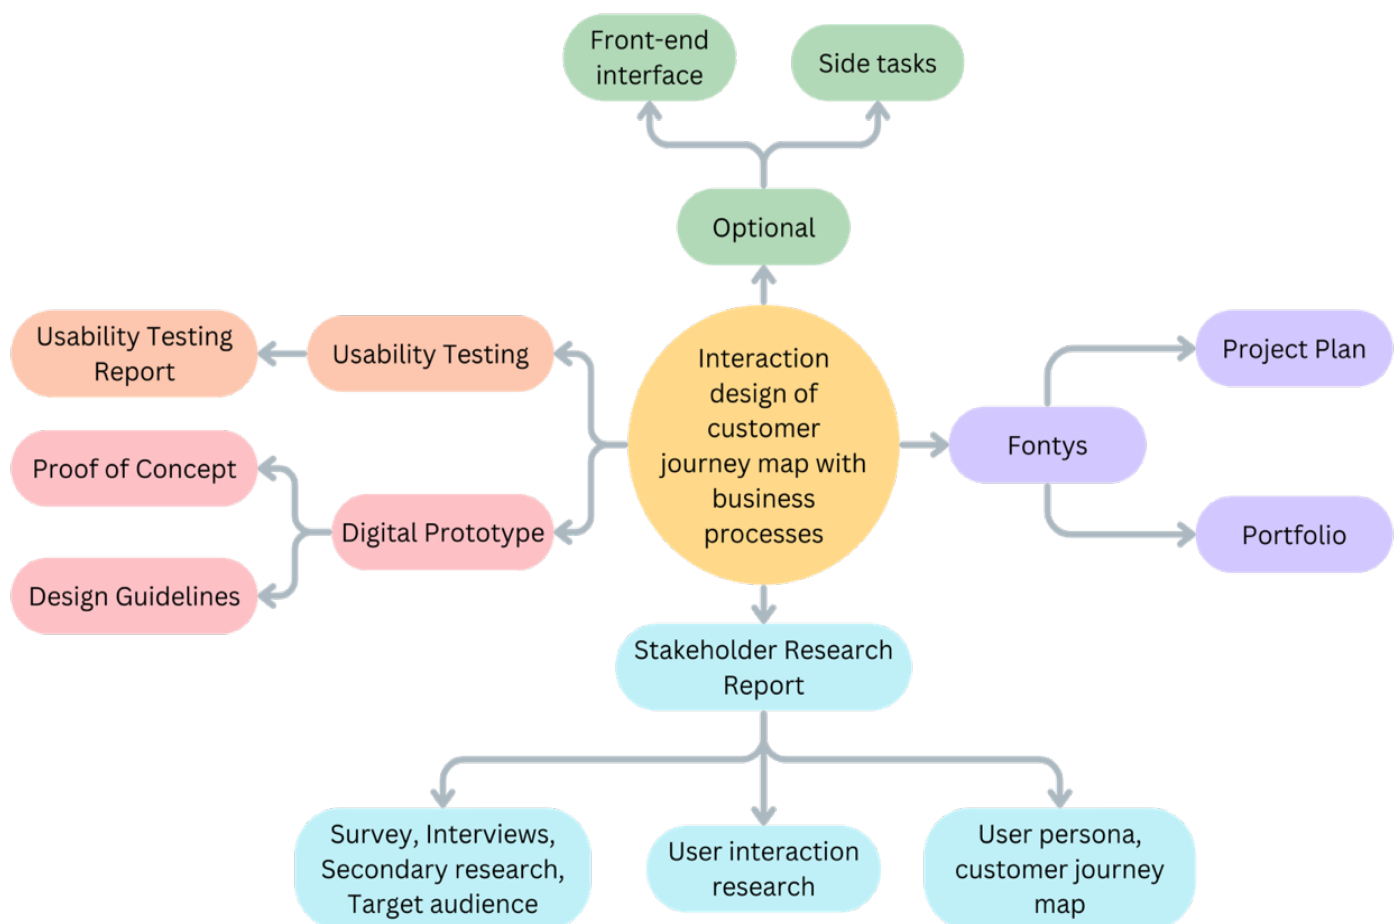 Front-end
interface
Side tasks
Optional
Usability Testing
Report
Usability Testing
Interaction
design of
customer
journey map with
business
processes
Project Plan
Fontys
Proof of Concept
Digital Prototype
Portfolio
Design Guidelines
Stakeholder Research
Report
Survey, Interviews,
Secondary research,
Target audience
User interaction
research
User persona,
customer journey
map